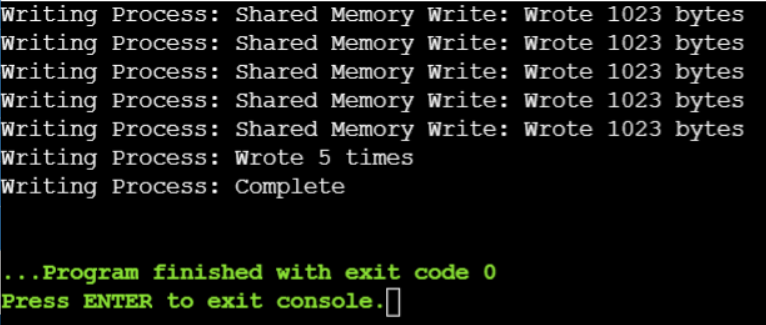 Writing Process: Shared Memory Write: Wrote 1023 bytes
Writing Process: Shared Memory Write: Wrote 1023 bytes
Writing Process: Shared Memory Write: Wrote 1023 bytes
Writing Process: Shared Memory Write: Wrote 1023 bytes
Writing Process: Shared Memory Write: Wrote 1023 bytes
Writing Process: Wrote 5 times
Writing Process: Complete
...Program finished with exit code 0
Press ENTER to exit console.